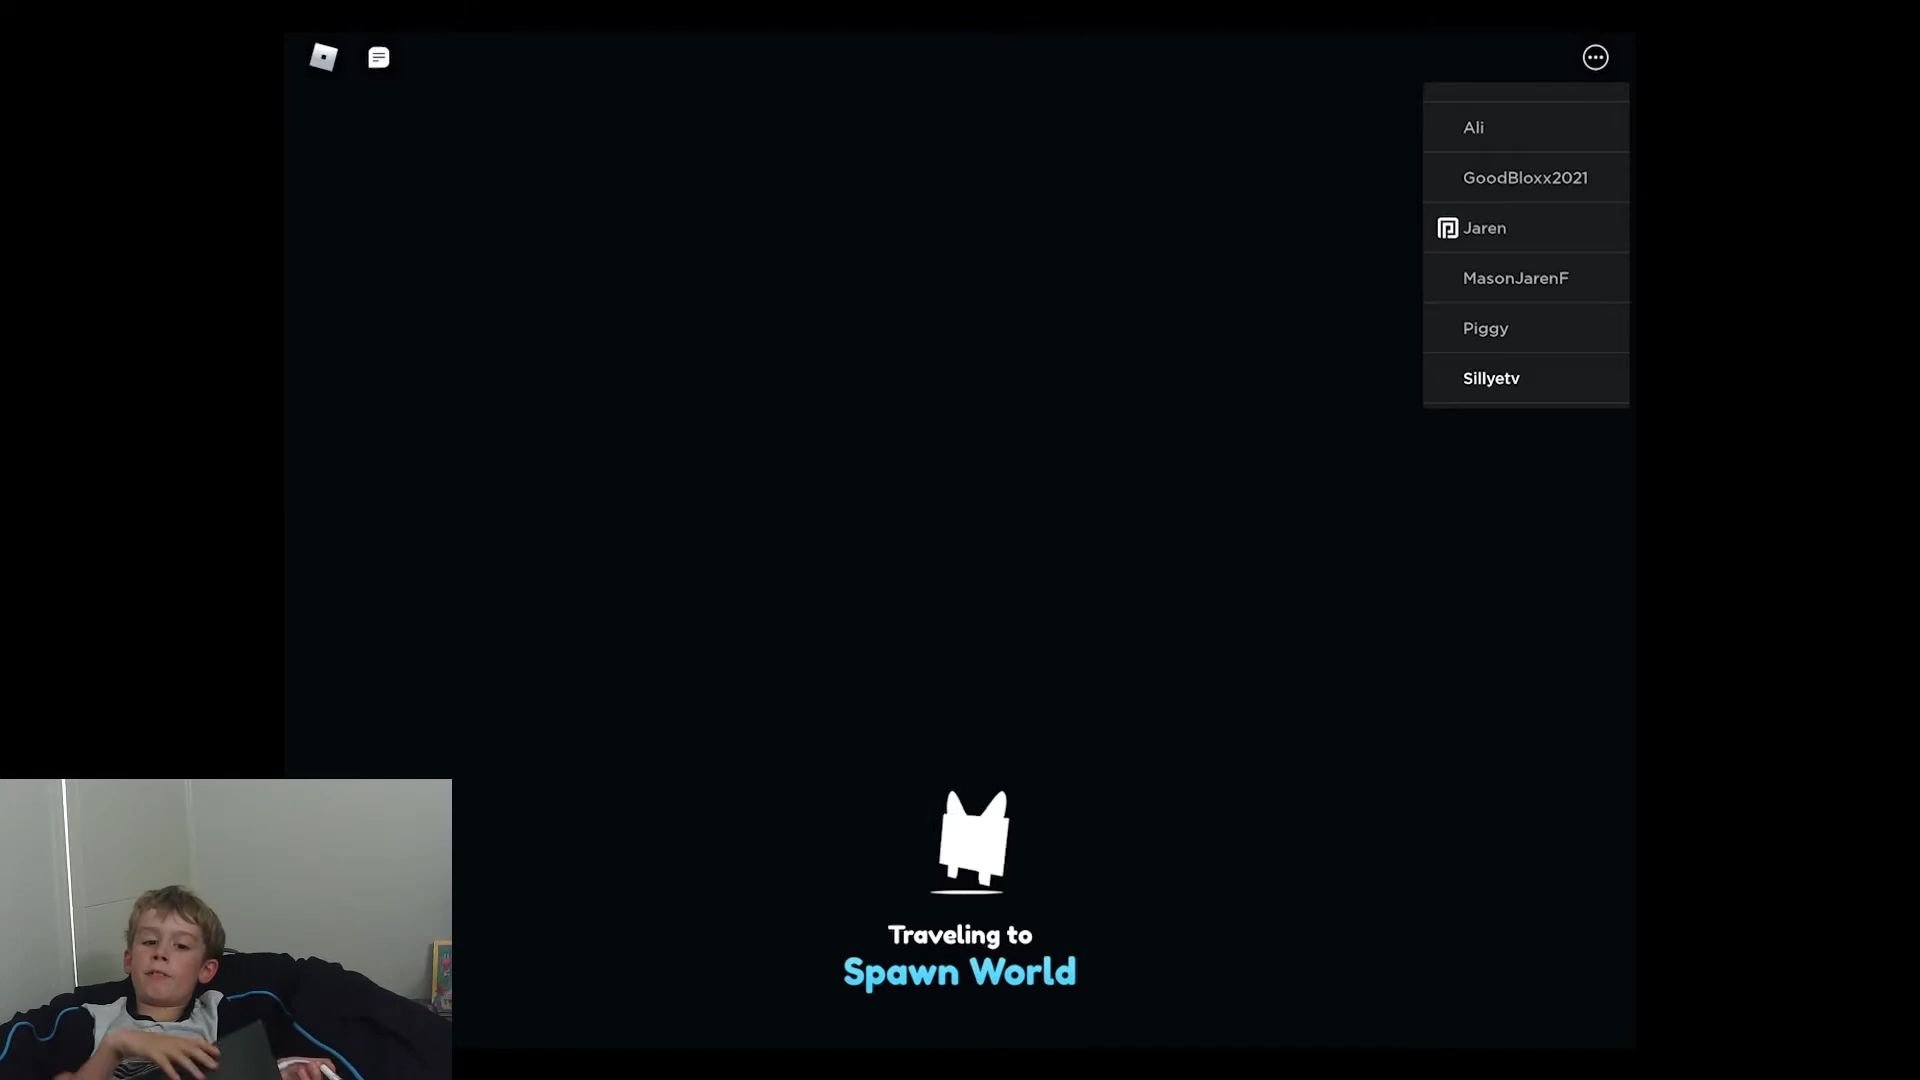 Ali
GoodBloxx2021
Jaren
MasonJarenF
Piggy
Sillyetv
Traveling to
Spawn World